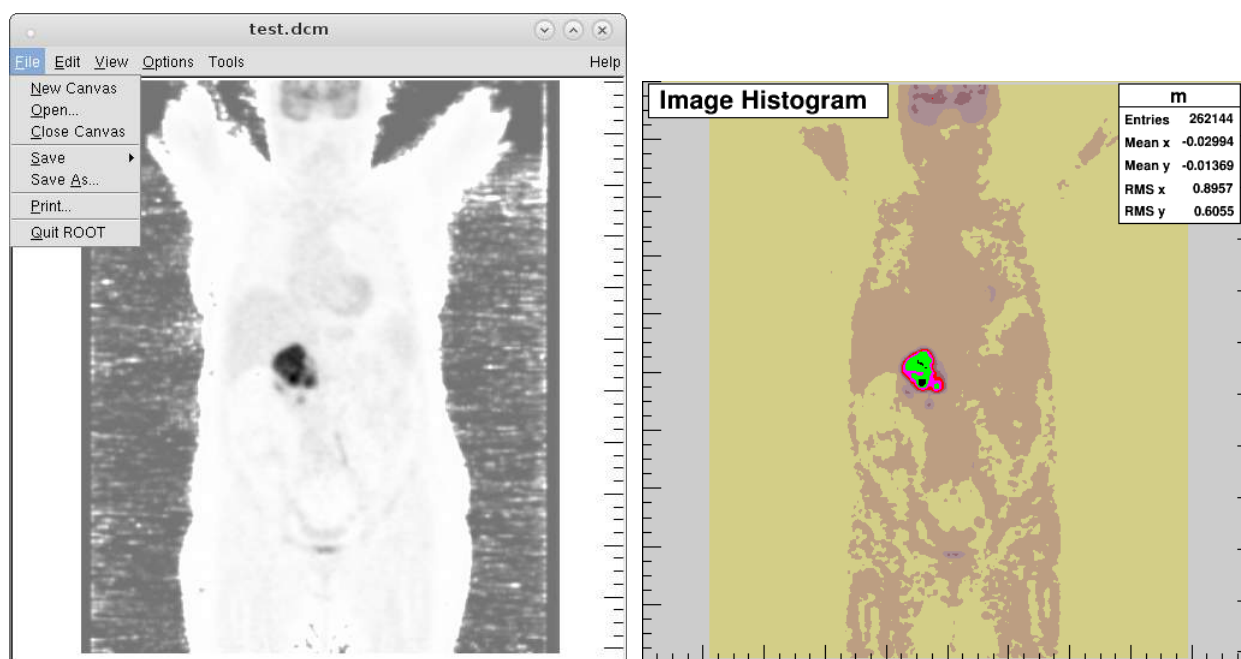 test.dcm
File Edit View Options Tools Help
New Canvas
Open...
Close Canvas
Save
Save As...
Print...
Quit ROOT
Image Histogram
m
Entries 262144
Mean x -0.02994
Mean y -0.01369
RMS x 0.8957
RMS y 0.6055